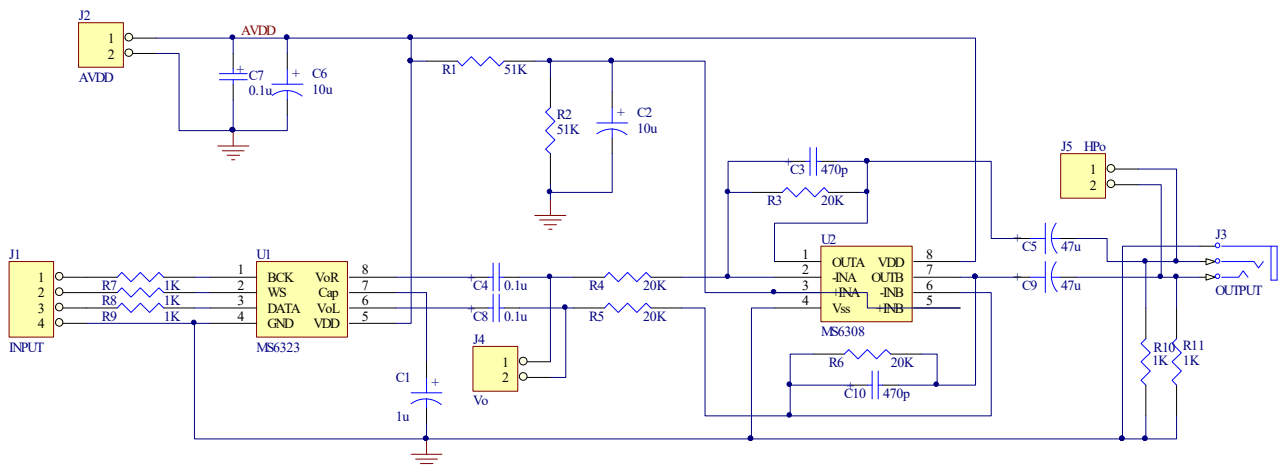 J2
1
2
AVDD
AVDD
C7
0.1u
C6
10u
R1
51K
R2
51K
C2
10u
C3
470p
R3
20K
J5
HPo
1
2
J1
1
2
3
4
INPUT
R7
1K
R8
1K
R9
1K
U1
1
2
3
4
BCK
WS
DATA
GND
VoR
Cap
VoL
VDD
8
7
6
5
MS6323
C1
1u
C4
0.1u
C8
0.1u
J4
1
2
Vo
R4
20K
R5
20K
U2
1
2
3
4
OUTA
-INA
+INA
Vss
VDD
OUTB
-INB
+INB
8
7
6
5
MS6308
R6
20K
C10
470p
C5
47u
C9
47u
J3
OUTPUT
R10
1K
R11
1K